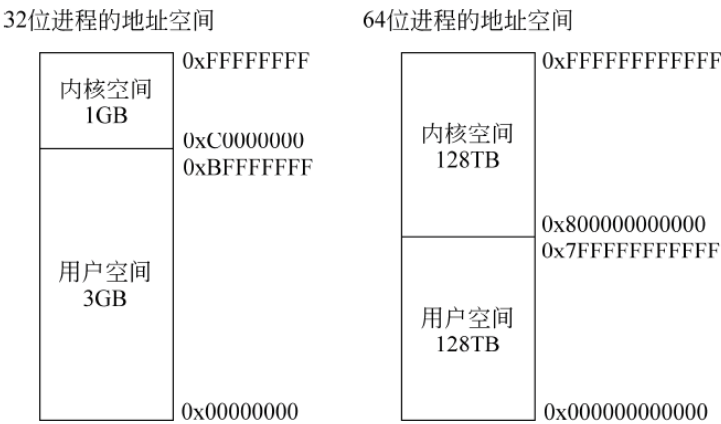 32位进程的地址空间
0xFFFFFFFF
内核空间
1GB
0xC0000000
0xBFFFFFFF
用户空间
3GB
0x00000000
64位进程的地址空间
0xFFFFFFFFFFFF
内核空间
128TB
0x800000000000
0x7FFFFFFFFFFF
用户空间
128TB
0x000000000000